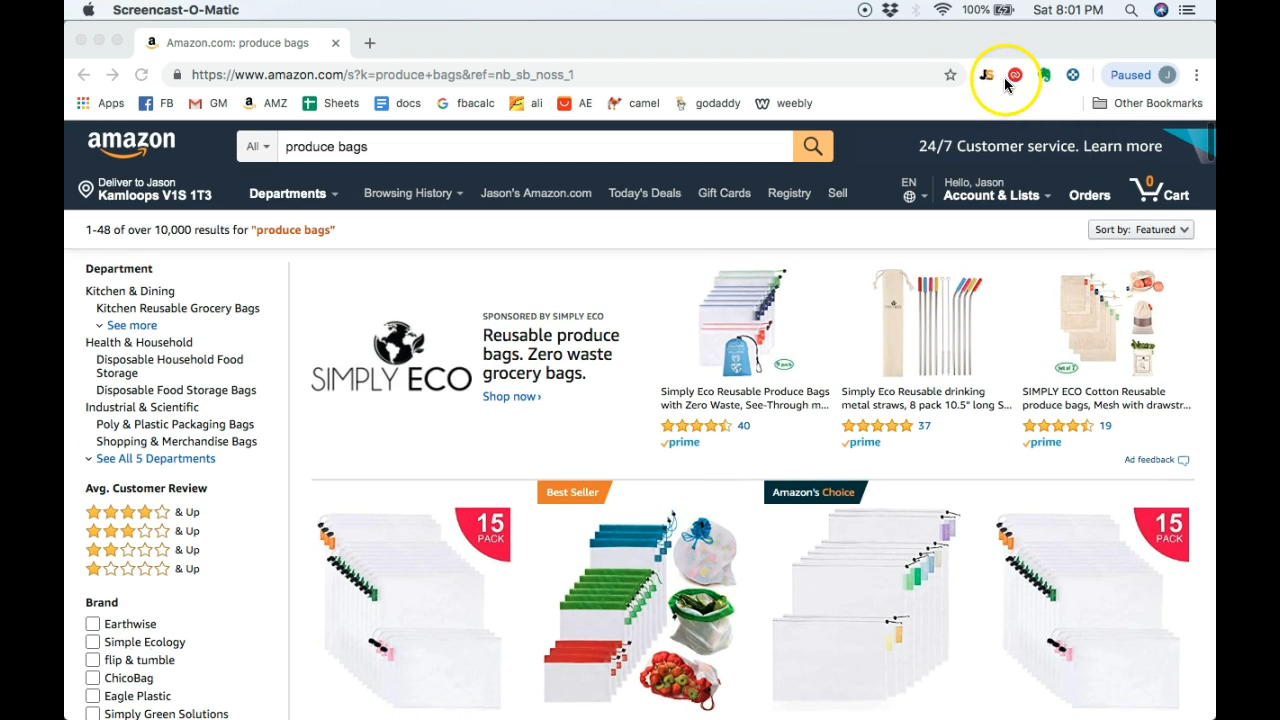 Screencast-O-Matic
100%
Sat 8:01 PM
Amazon.com: produce bags
https://www.amazon.com/s?k=produce+bags&ref=nb_sb_noss_1
JS
Paused
J
Apps
FB
GM
AMZ
Sheets
docs
fbacalc
ali
AE
camel
godaddy
weebly
Other Bookmarks
amazon
All
produce bags
24/7 Customer service. Learn more
Deliver to Jason
Kamloops V1S 1T3
Departments
Browsing History
Jason's Amazon.com
Today's Deals
Gift Cards
Registry
Sell
EN
Hello, Jason
Account & Lists
Orders
0
Cart
1-48 of over 10,000 results for "produce bags"
Sort by: Featured
Department
Kitchen & Dining
Kitchen Reusable Grocery Bags
See more
Health & Household
Disposable Household Food
Storage
Disposable Food Storage Bags
Industrial & Scientific
Poly & Plastic Packaging Bags
Shopping & Merchandise Bags
See All 5 Departments
Avg. Customer Review
& Up
& Up
& Up
& Up
Brand
Earthwise
Simple Ecology
flip & tumble
ChicoBag
Eagle Plastic
Simply Green Solutions
SIMPLY ECO
SPONSORED BY SIMPLY ECO
Reusable produce
bags. Zero waste
grocery bags.
Shop now ›
Simply Eco Reusable Produce Bags
with Zero Waste, See-Through m...
40
prime
Simply Eco Reusable drinking
metal straws, 8 pack 10.5" long S...
37
prime
SIMPLY ECO Cotton Reusable
produce bags, Mesh with drawstr...
19
prime
Ad feedback
15
PACK
Best Seller
Amazon's Choice
15
PACK